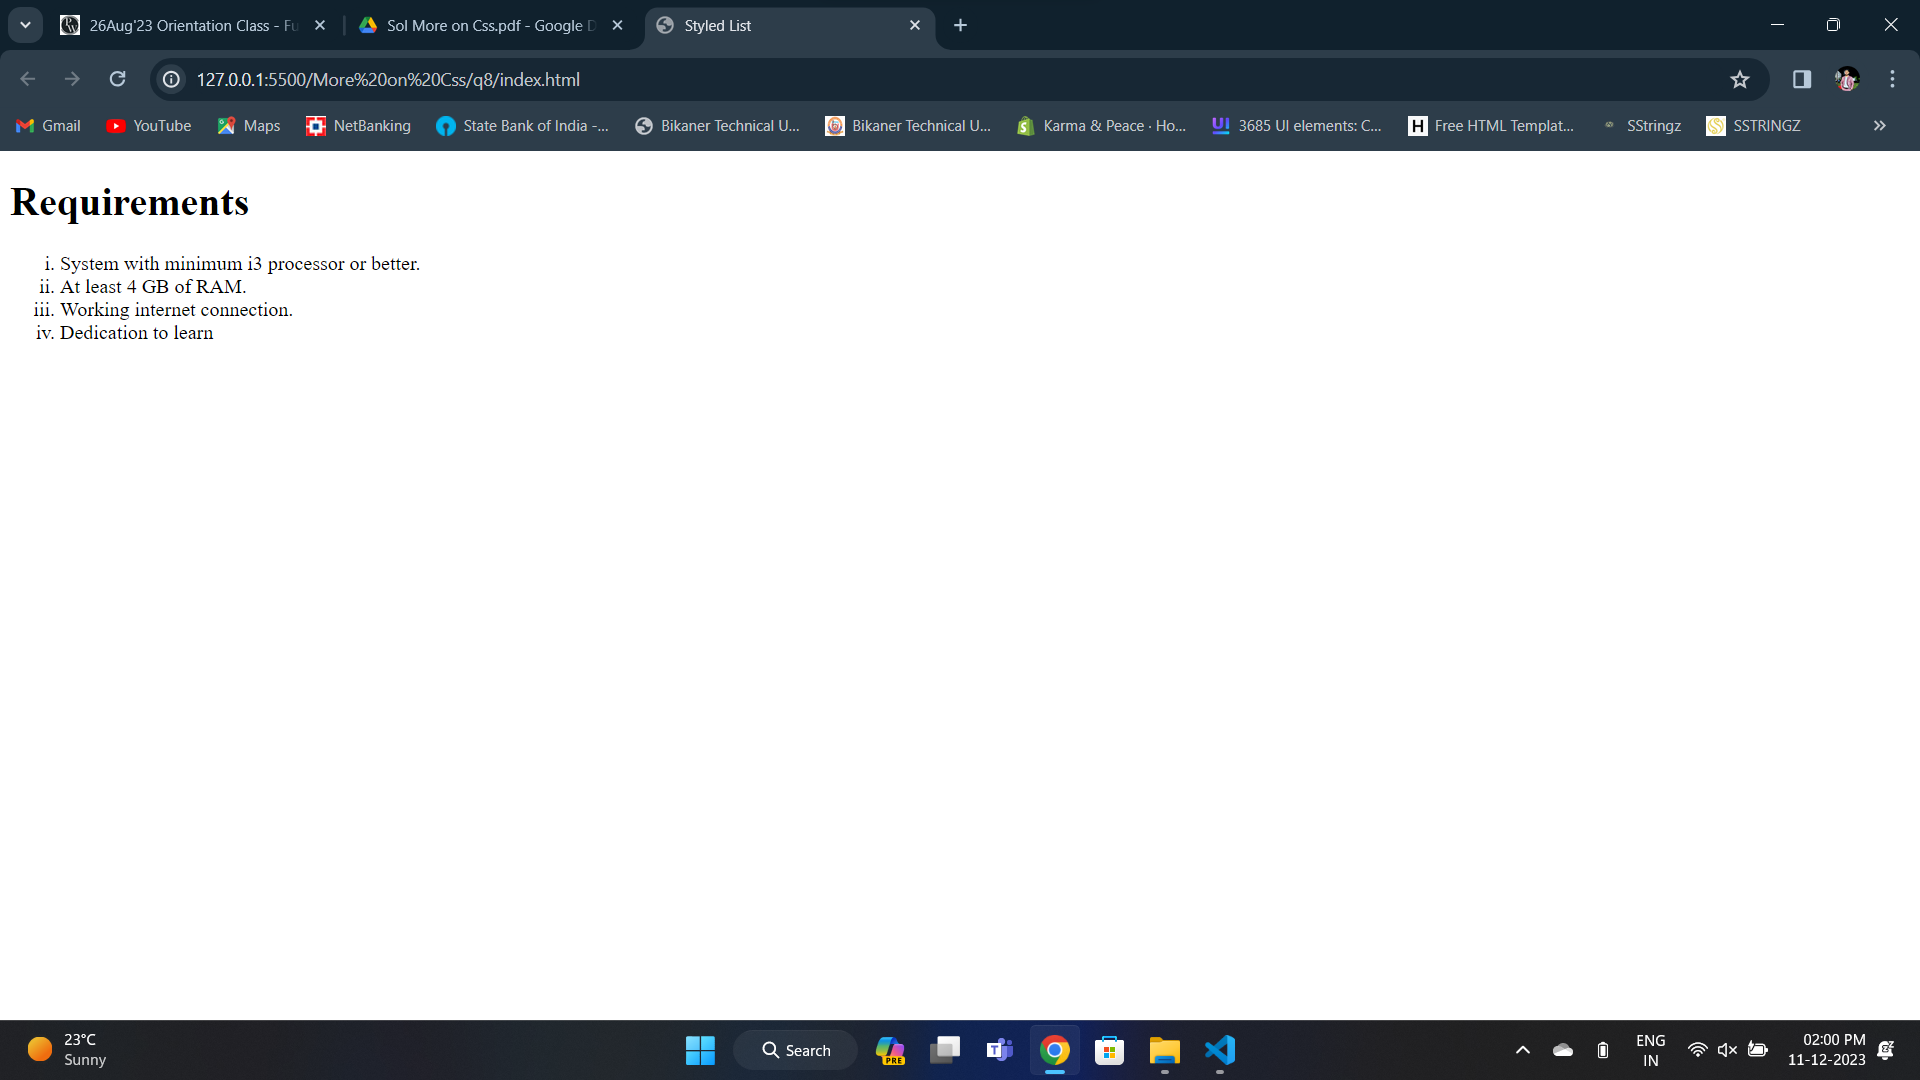 26Aug'23 Orientation Class - Fu
Sol More on Css.pdf - Google D
Styled List
127.0.0.1:5500/More%20on%20Css/q8/index.html
Gmail
YouTube
Maps
NetBanking
State Bank of India -...
Bikaner Technical U...
Bikaner Technical U...
Karma & Peace · Ho...
UI
3685 UI elements: C...
H
Free HTML Templat...
SStringz
SSTRINGZ
Requirements
i. System with minimum i3 processor or better.
ii. At least 4 GB of RAM.
iii. Working internet connection.
iv. Dedication to learn
23°C
Sunny
Search
PRE
ENG
IN
02:00 PM
11-12-2023